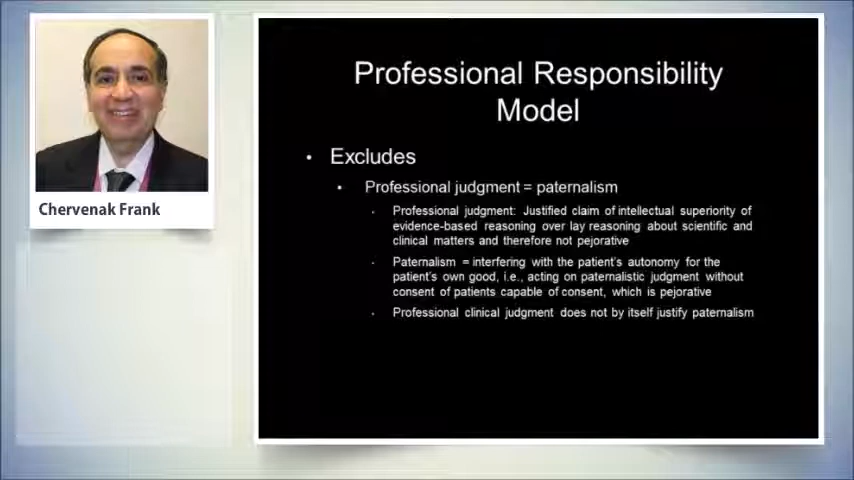 Professional Responsibility
Model
• Excludes
• Professional judgment = paternalism
• Professional judgment: Justified claim of intellectual superiority of
evidence-based reasoning over lay reasoning about scientific and
clinical matters and therefore not pejorative
• Paternalism = interfering with the patient's autonomy for the
patient's own good, i.e., acting on paternalistic judgment without
consent of patients capable of consent, which is pejorative
• Professional clinical judgment does not by itself justify paternalism
Chervenak Frank